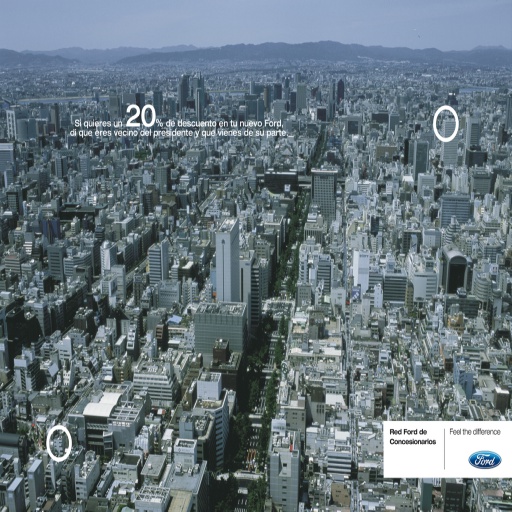 Si quieres un 20% de descuento en tu nuevo Ford,
di que eres vecino del presidente y que vienes de su parte.
Red Ford de
Concesionarios
Feel the difference
Ford